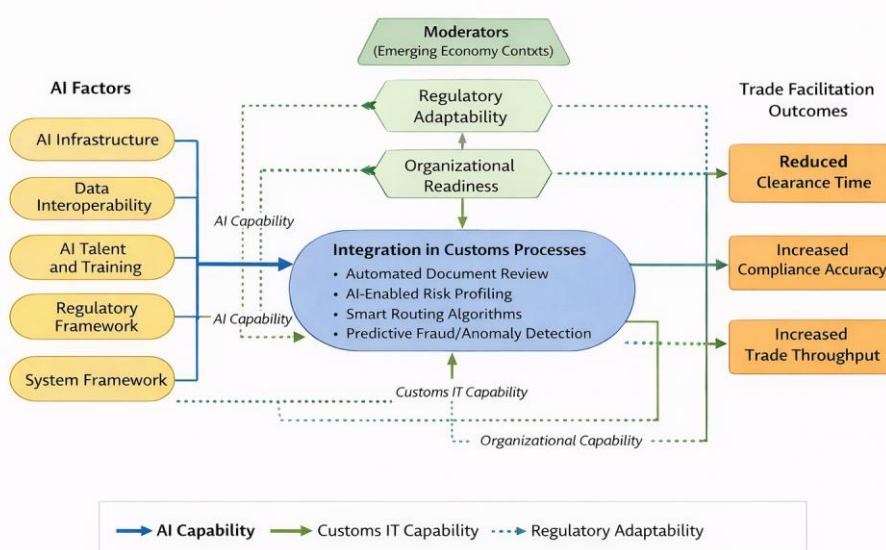 Moderators
(Emerging Economy Contxts)
AI Factors
Trade Facilitation
Outcomes
Regulatory
Adaptability
AI Infrastructure
Organizational
Readiness
Reduced
Clearance Time
Data
Interoperability
AI Capability
AI Talent
and Training
Integration in Customs Processes
• Automated Document Review
• AI-Enabled Risk Profiling
• Smart Routing Algorithms
• Predictive Fraud/Anomaly Detection
Increased
Compliance Accuracy
Regulatory
Framework
AI Capability
Increased
Trade Throughput
System Framework
Customs IT Capability
Organizational Capability
AI Capability
Customs IT Capability
Regulatory Adaptability